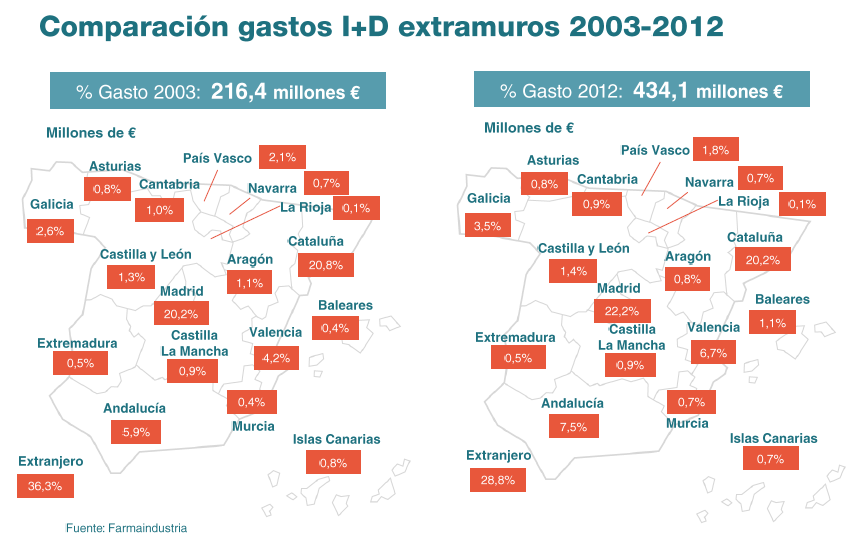 Comparación gastos I+D extramuros 2003-2012
% Gasto 2003: 216,4 millones €
Millones de €
País Vasco
2,1%
Asturias
0,8%
Cantabria
1,0%
Navarra
0,7%
La Rioja
0,1%
Galicia
2,6%
Cataluña
20,8%
Castilla y León
1,3%
Aragón
1,1%
Madrid
20,2%
Baleares
0,4%
Extremadura
0,5%
Castilla
La Mancha
0,9%
Valencia
4,2%
Andalucía
5,9%
0,4%
Murcia
Islas Canarias
0,8%
Extranjero
36,3%
Fuente: Farmaindustria
% Gasto 2012: 434,1 millones €
Millones de €
País Vasco
1,8%
Asturias
0,8%
Cantabria
0,9%
Navarra
0,7%
La Rioja
0,1%
Galicia
3,5%
Cataluña
20,2%
Castilla y León
1,4%
Aragón
0,8%
Madrid
22,2%
Baleares
1,1%
Extremadura
0,5%
Castilla
La Mancha
0,9%
Valencia
6,7%
Andalucía
7,5%
0,7%
Murcia
Islas Canarias
0,7%
Extranjero
28,8%